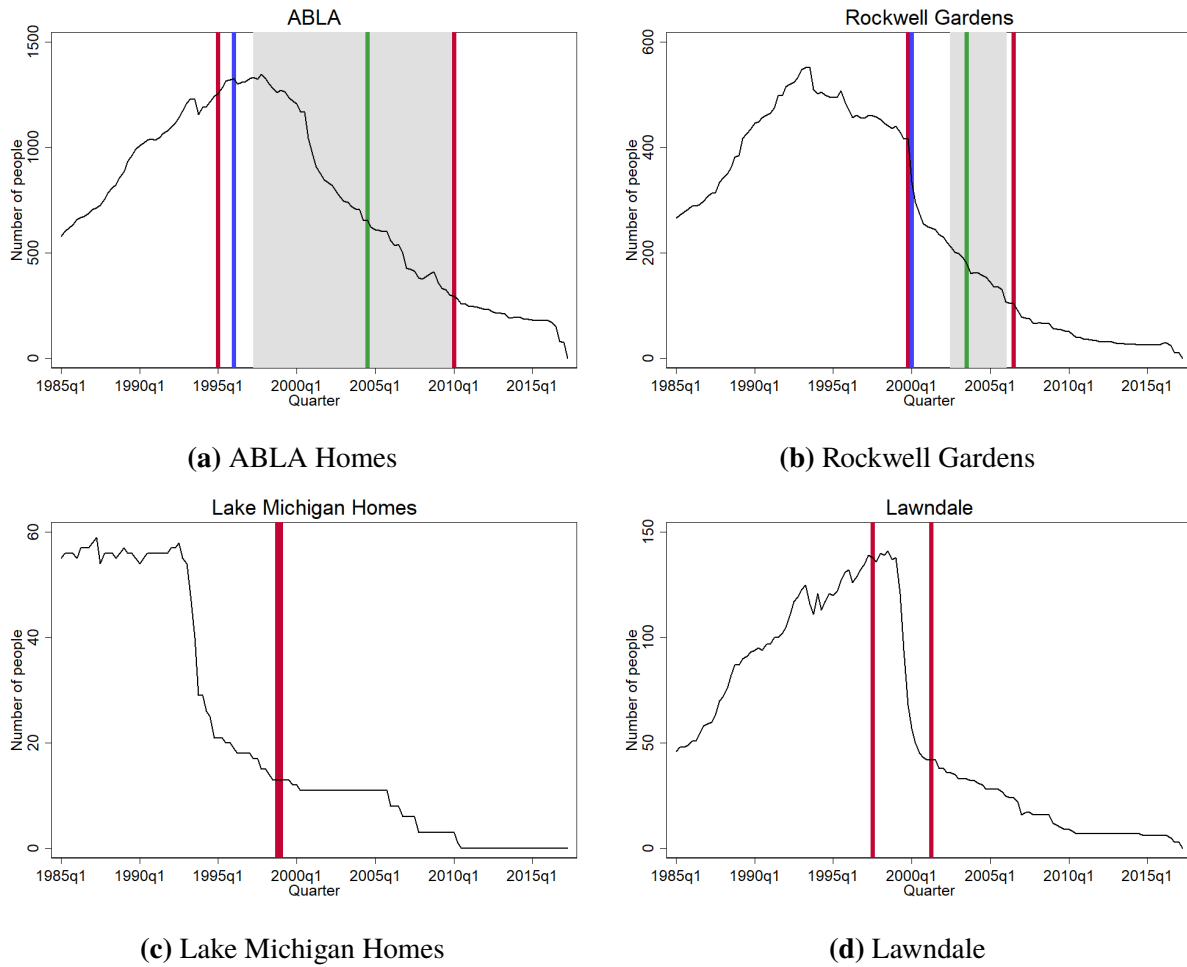 ABLA
Number of people
1500
1000
500
0
1985q1 1990q1 1995q1 2000q1 2005q1 2010q1 2015q1
Quarter
(a) ABLA Homes
Rockwell Gardens
Number of people
600
400
200
0
1985q1 1990q1 1995q1 2000q1 2005q1 2010q1 2015q1
Quarter
(b) Rockwell Gardens
Lake Michigan Homes
Number of people
60
40
20
0
1985q1 1990q1 1995q1 2000q1 2005q1 2010q1 2015q1
Quarter
(c) Lake Michigan Homes
Lawndale
Number of people
150
100
50
0
1985q1 1990q1 1995q1 2000q1 2005q1 2010q1 2015q1
Quarter
(d) Lawndale